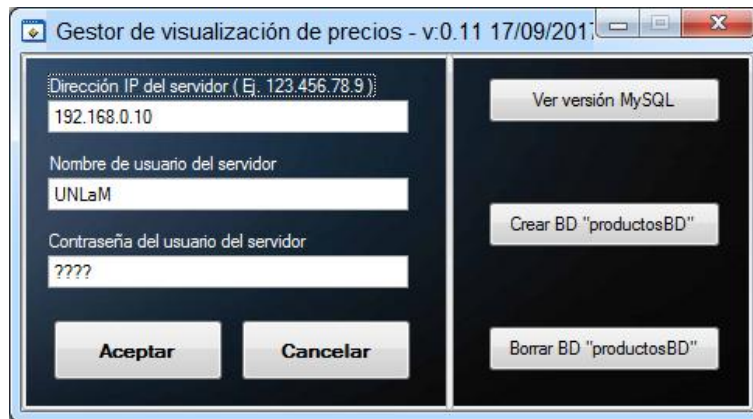 Gestor de visualización de precios - v:0.11 17/09/201
Dirección IP del servidor ( Ej. 123.456.78.9 )
192.168.0.10
Nombre de usuario del servidor
UNLaM
Contraseña del usuario del servidor
????
Aceptar
Cancelar
Ver versión MySQL
Crear BD "productosBD"
Borrar BD "productosBD"